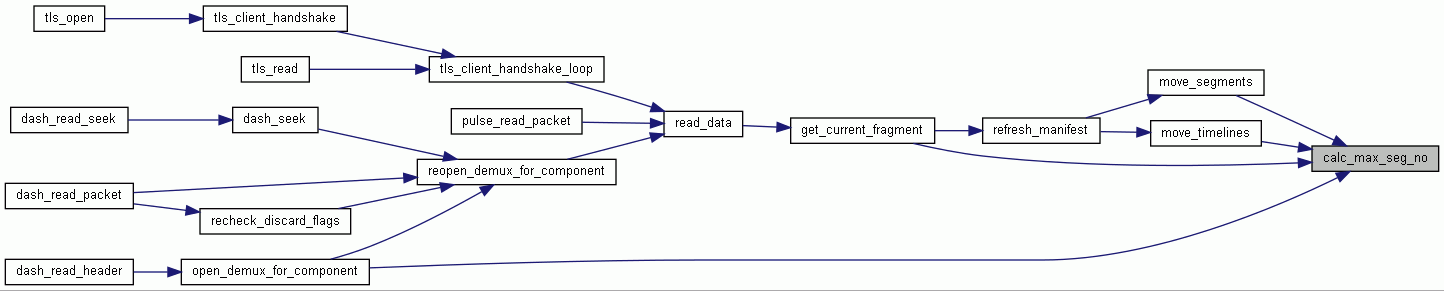 tls_open
tls_client_handshake
tls_read
tls_client_handshake_loop
move_segments
dash_read_seek
dash_seek
pulse_read_packet
read_data
get_current_fragment
refresh_manifest
move_timelines
calc_max_seg_no
reopen_demux_for_component
dash_read_packet
recheck_discard_flags
dash_read_header
open_demux_for_component